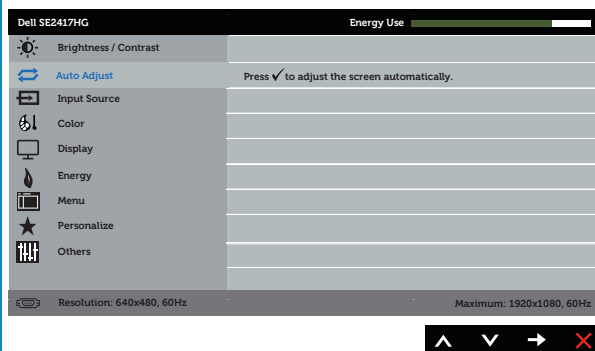 Dell SE2417HG Energy Use
Brightness / Contrast
Auto Adjust Press ✓ to adjust the screen automatically.
Input Source
Color
Display
Energy
Menu
Personalize
Others
Resolution: 640x480, 60Hz Maximum: 1920x1080, 60Hz